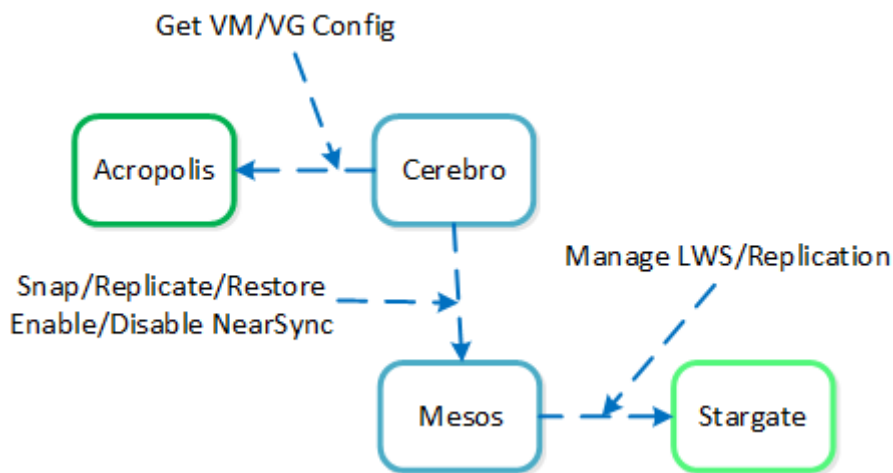 Get VM/VG Config
Acropolis
Cerebro
Manage LWS/Replication
Snap/Replicate/Restore
Enable/Disable NearSync
Mesos
Stargate